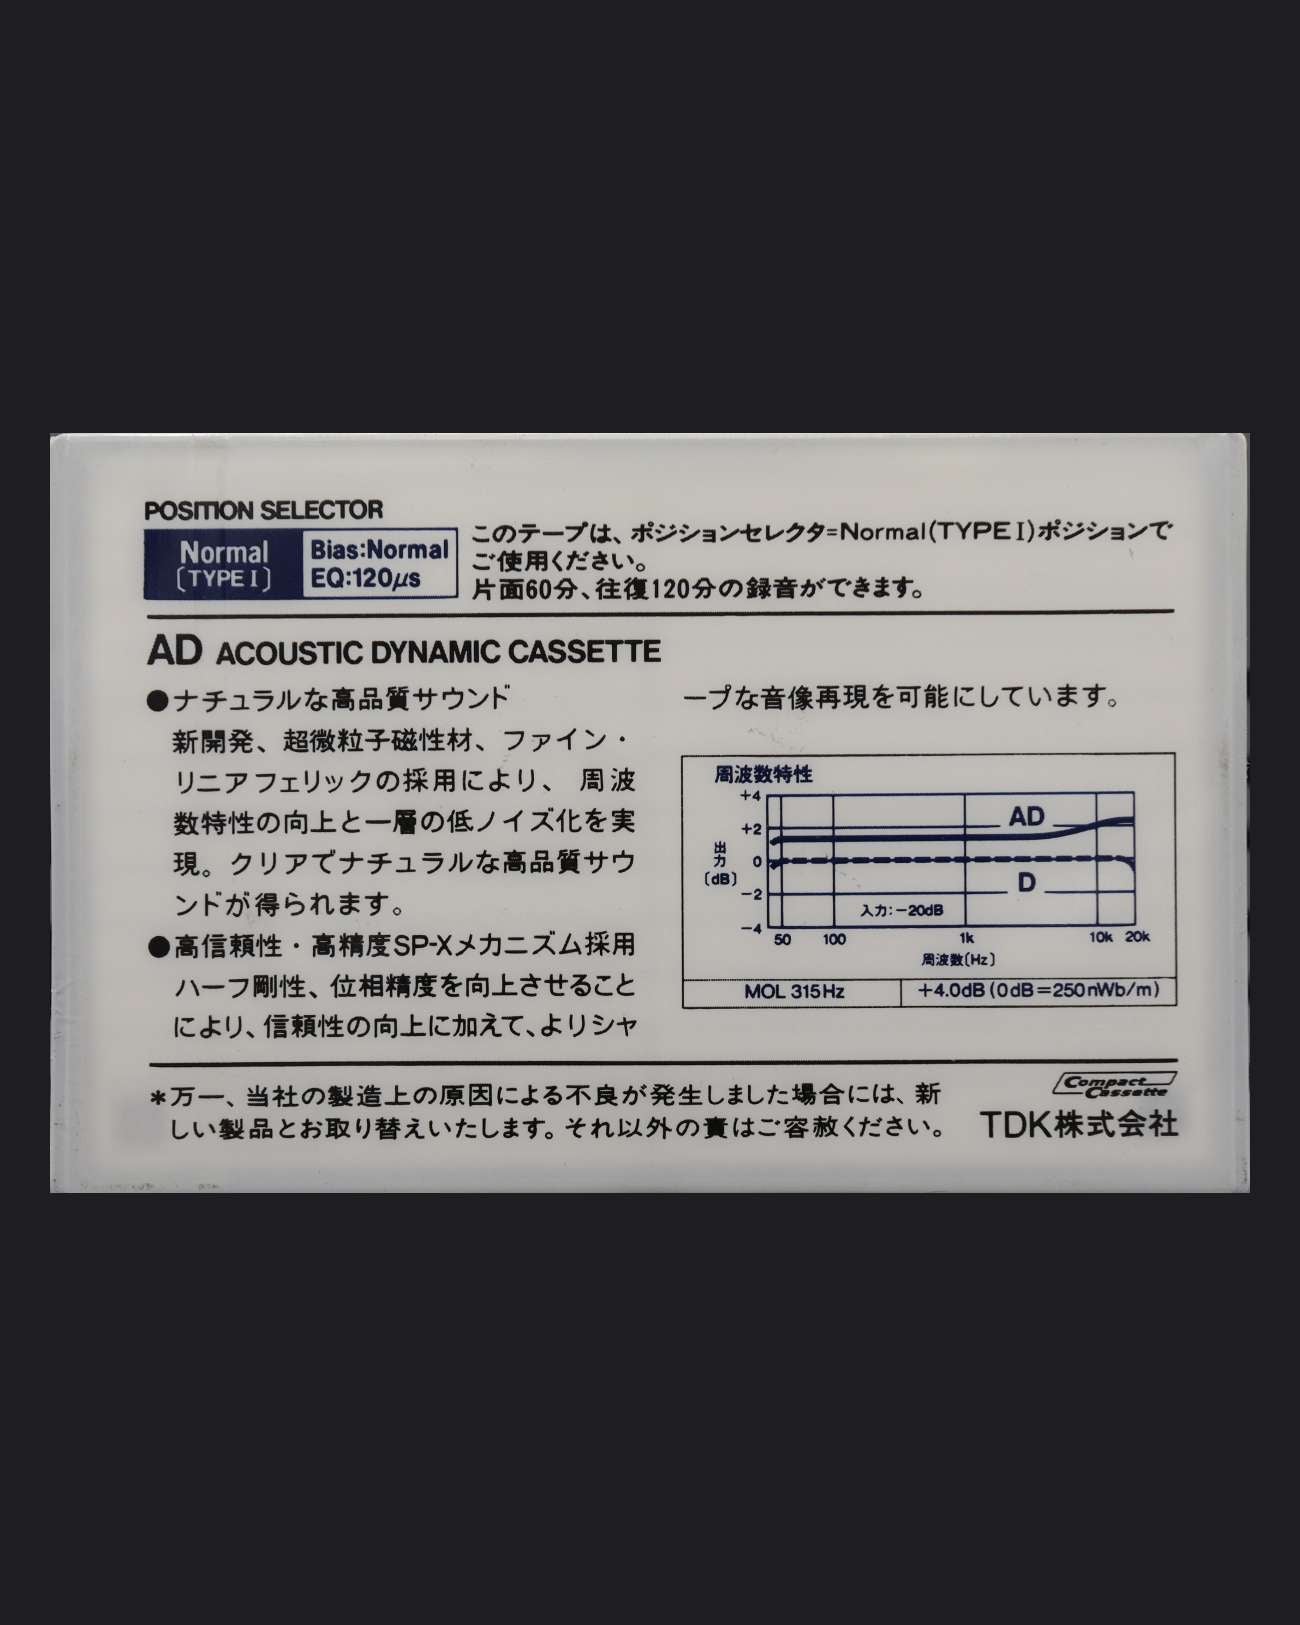 POSITION SELECTOR
Normal
〔TYPE I〕
Bias:Normal
EQ:120μs
このテープは、ポジションセレクタ=Normal(TYPE I)ポジションで
ご使用ください。
片面60分、往復120分の録音ができます。
AD ACOUSTIC DYNAMIC CASSETTE
●ナチュラルな高品質サウンド
新開発、超微粒子磁性材、ファイン・
リニアフェリックの採用により、周波
数特性の向上と一層の低ノイズ化を実
現。クリアでナチュラルな高品質サウ
ンドが得られます。
●高信頼性・高精度SP-Xメカニズム採用
ハーフ剛性、位相精度を向上させること
により、信頼性の向上に加えて、よりシャ
ープな音像再現を可能にしています。
周波数特性
+4
+2
0
-2
-4
出力
〔dB〕
AD
D
入力:-20dB
50 100 1k 10k 20k
周波数〔Hz〕
MOL 315Hz +4.0dB (0dB=250nWb/m)
*万一、当社の製造上の原因による不良が発生しました場合には、新
しい製品とお取り替えいたします。それ以外の責はご容赦ください。
Compact
Cassette
TDK株式会社